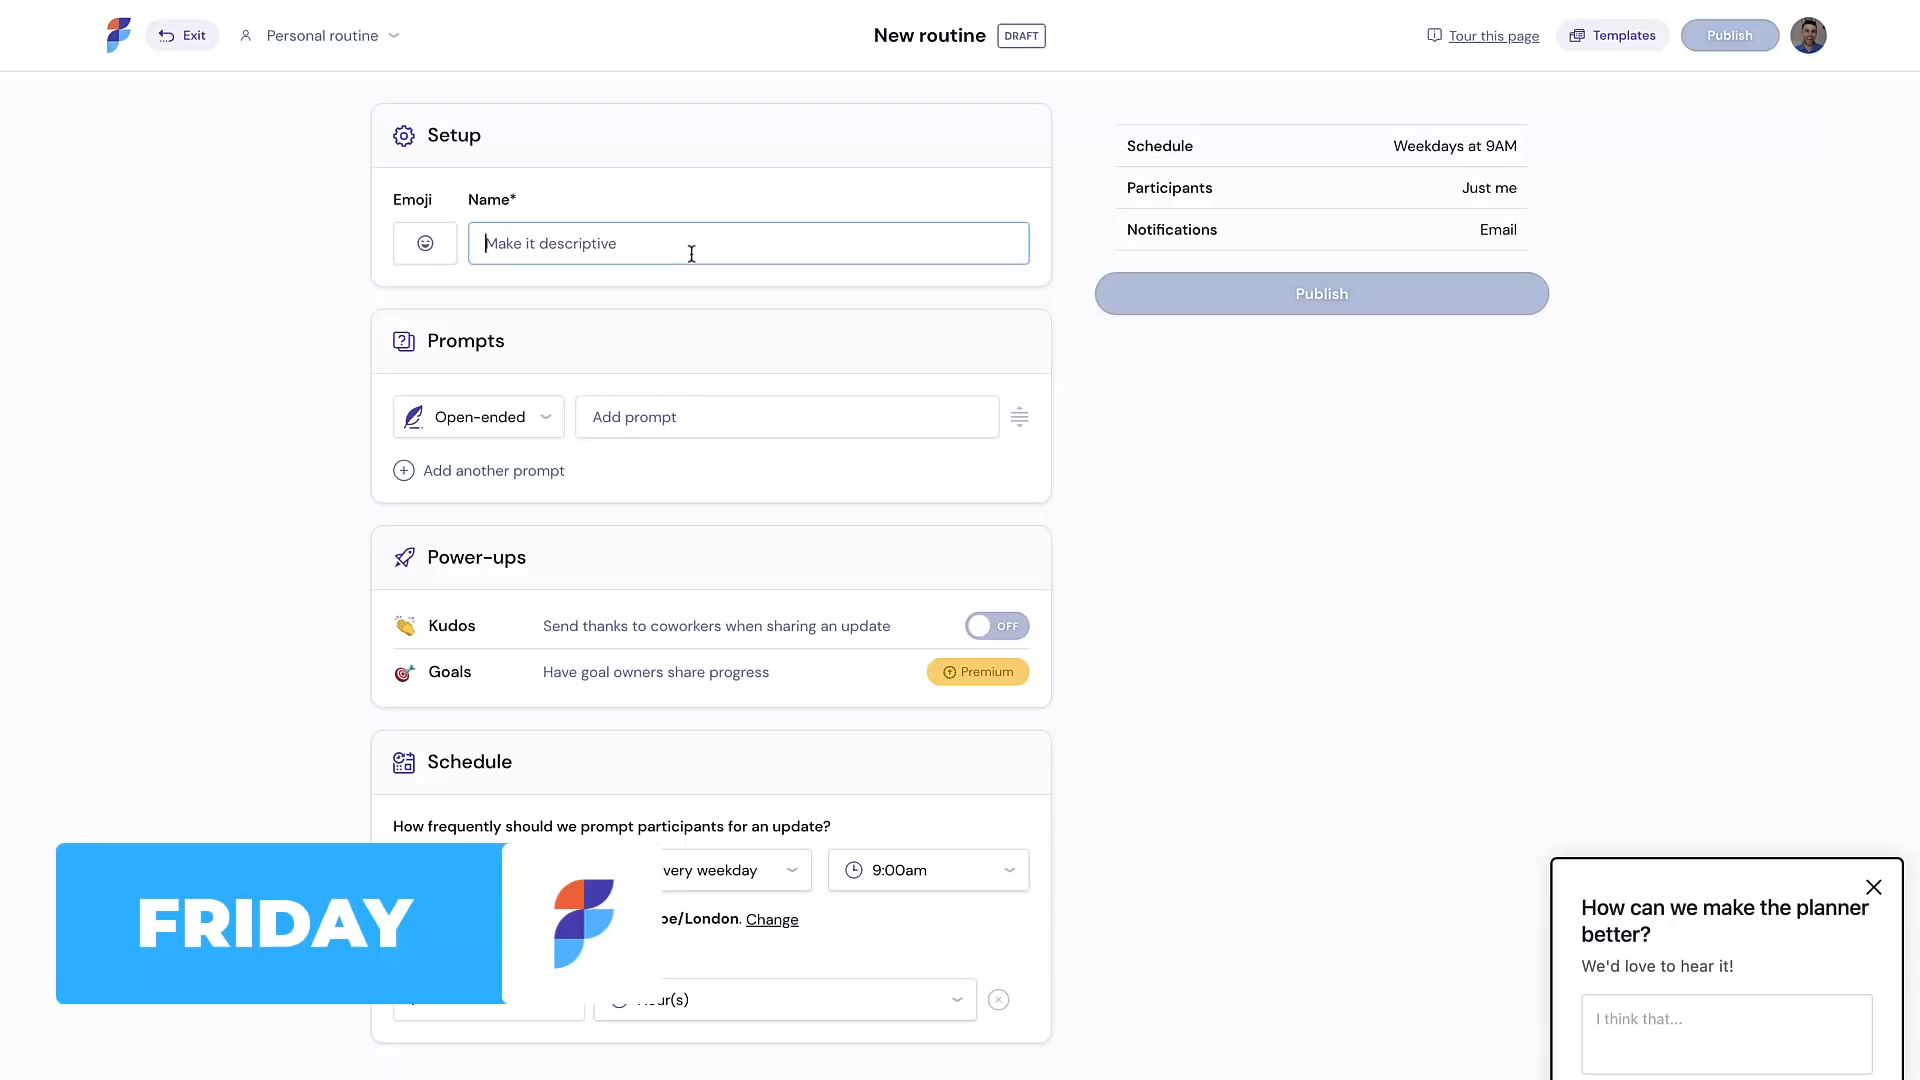 Exit
Personal routine
New routine
DRAFT
Tour this page
Templates
Publish
Setup
Emoji
Name*
Make it descriptive
Schedule
Weekdays at 9AM
Participants
Just me
Notifications
Email
Publish
Prompts
Open-ended
Add prompt
Add another prompt
Power-ups
Kudos
Send thanks to coworkers when sharing an update
OFF
Goals
Have goal owners share progress
Premium
Schedule
How frequently should we prompt participants for an update?
very weekday
9:00am
pe/London. Change
FRIDAY
ur(s)
How can we make the planner
better?
We'd love to hear it!
I think that...